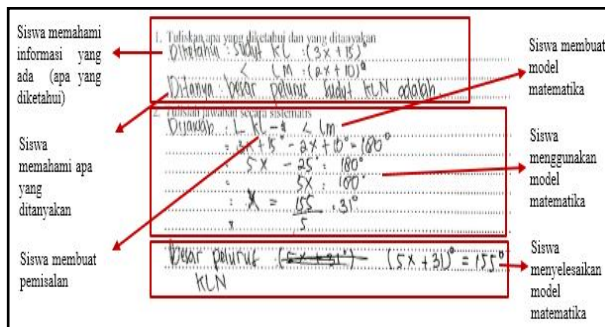 Siswa memahami
informasi yang
ada (apa yang
diketahui)
Siswa
memahami apa
yang
ditanyakan
Siswa membuat
pemisalan
1. Tuliskan apa yang diketahui dan yang ditanyakan
Diketahui : Sudut KL : (3x + 15)°
< LM : (2x + 10)°
Ditanya : besar pelurus sudut KLN adalah
2. Tuliskan jawaban secara sistematis
Dijawab : L KL - < Lm
: 3x + 15° - 2x + 10° = 180°
: 5x - 25° : 180°
: 5x : 180°
: x = 155 : 31°
5
Besar pelurus (5x + 31)° = 155°
KLN
Siswa membuat
model
matematika
Siswa
menggunakan
model
matematika
Siswa
menyelesaikan
model
matematika